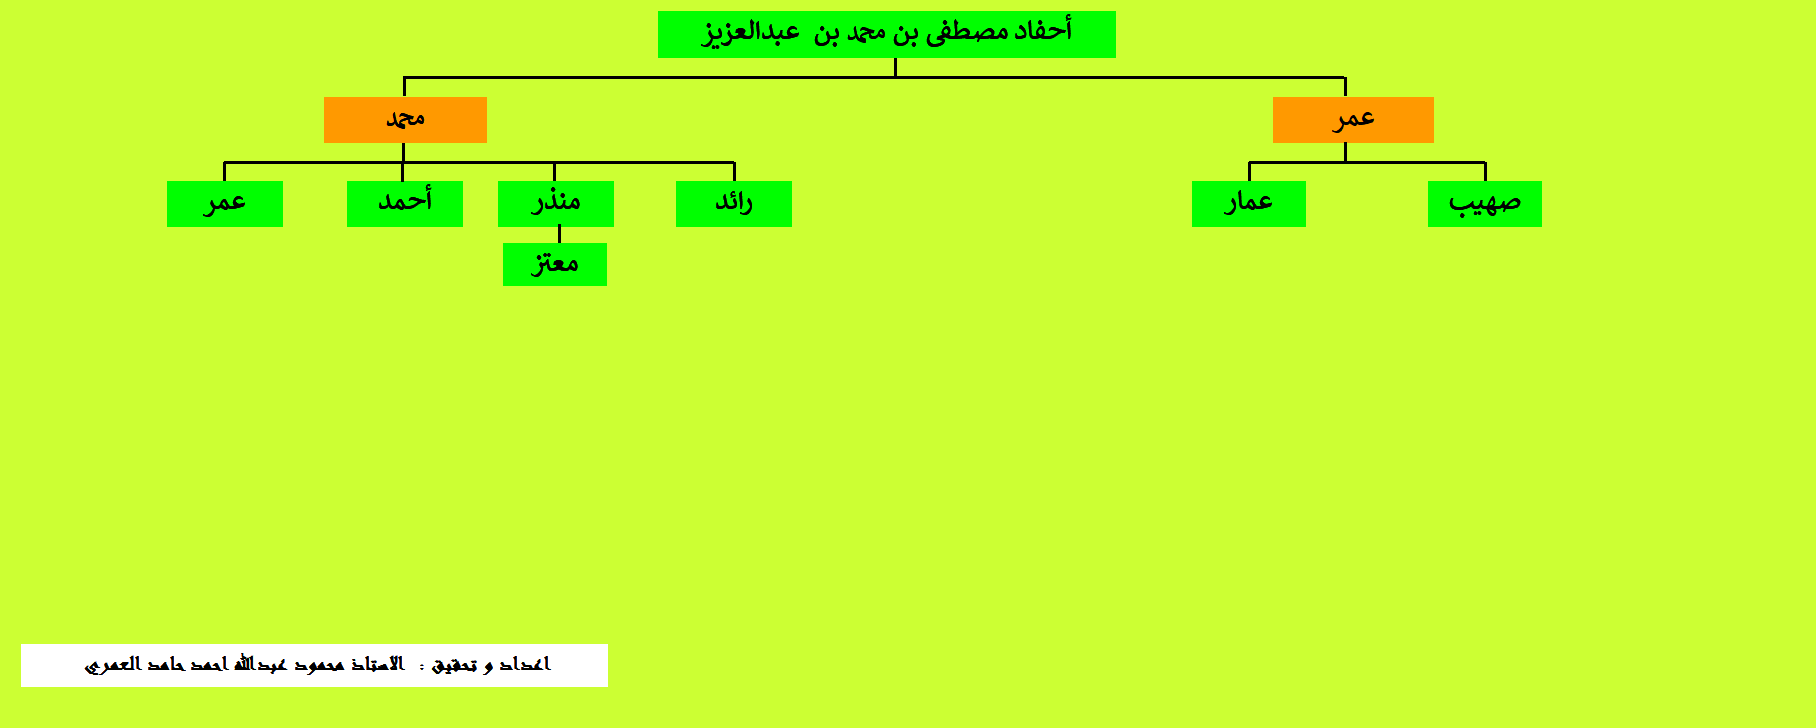 أحفاد مصطفى بن محمد بن عبدالعزيز
عمر
محمد
صهيب
عمار
رائد
منذر
أحمد
عمر
معتز
اعداد و تحقيق : الأستاذ محمود عبدالله احمد حامد العمري